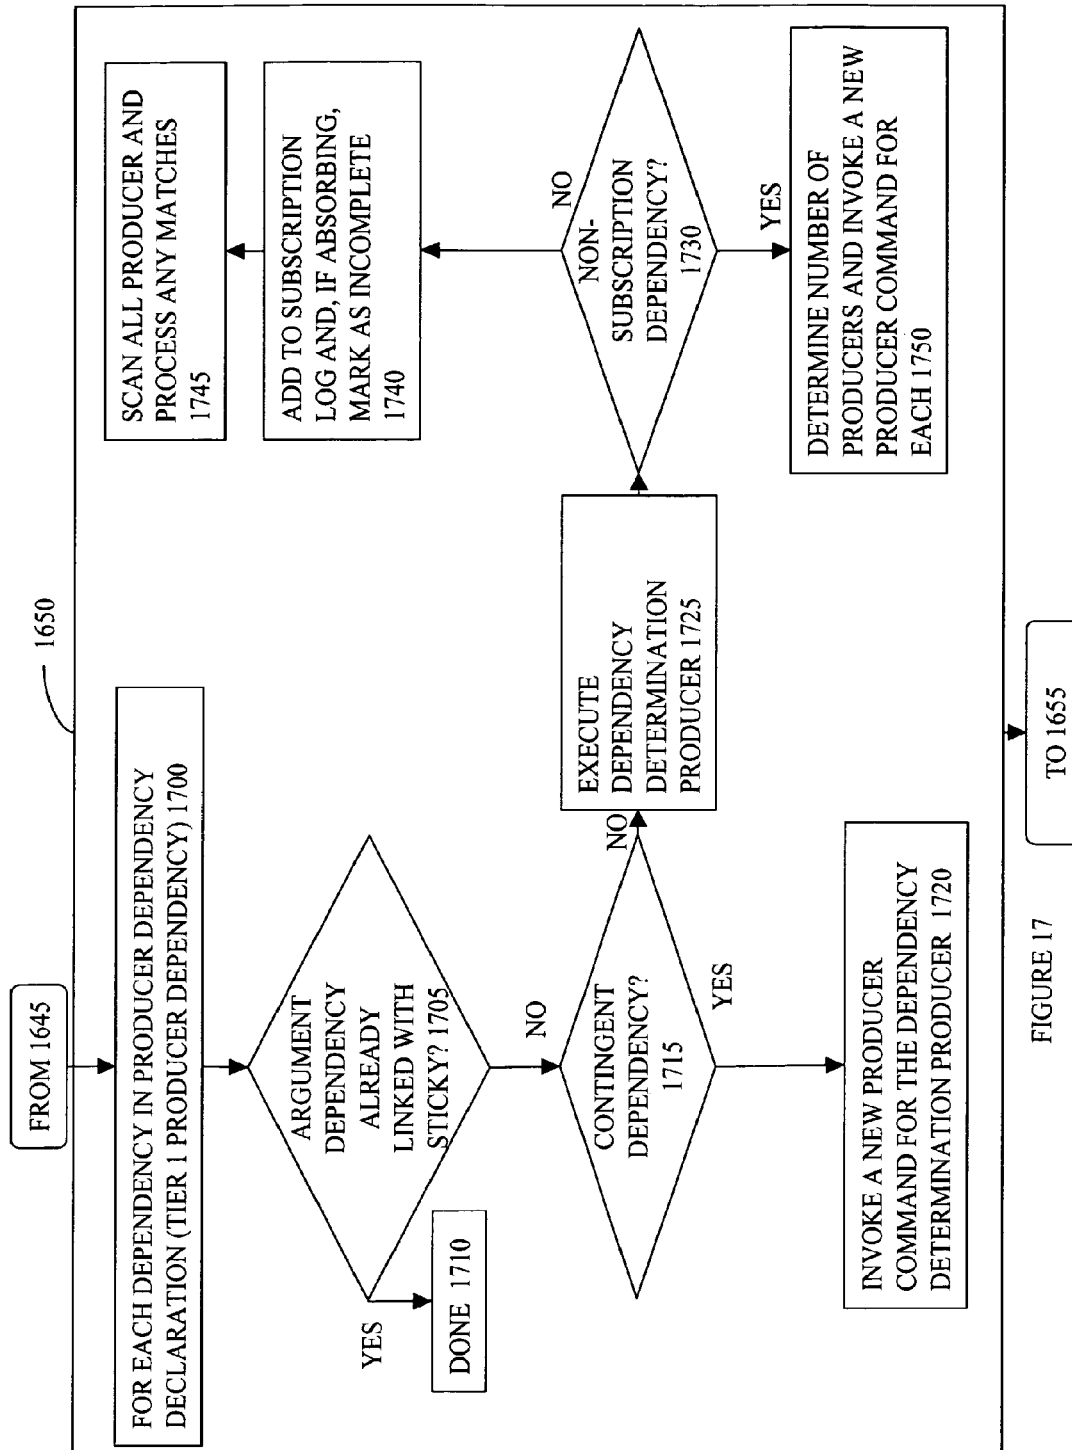 FROM 1645
1650
FOR EACH DEPENDENCY IN PRODUCER DEPENDENCY
DECLARATION (TIER 1 PRODUCER DEPENDENCY) 1700
ARGUMENT
DEPENDENCY
ALREADY
LINKED WITH
STICKY? 1705
YES
DONE 1710
NO
CONTINGENT
DEPENDENCY?
1715
YES
INVOKE A NEW PRODUCER
COMMAND FOR THE DEPENDENCY
DETERMINATION PRODUCER 1720
NO
EXECUTE
DEPENDENCY
DETERMINATION
PRODUCER 1725
NON-
SUBSCRIPTION
DEPENDENCY?
1730
NO
ADD TO SUBSCRIPTION
LOG AND, IF ABSORBING,
MARK AS INCOMPLETE
1740
SCAN ALL PRODUCER AND
PROCESS ANY MATCHES
1745
YES
DETERMINE NUMBER OF
PRODUCERS AND INVOKE A NEW
PRODUCER COMMAND FOR
EACH 1750
TO 1655
FIGURE 17